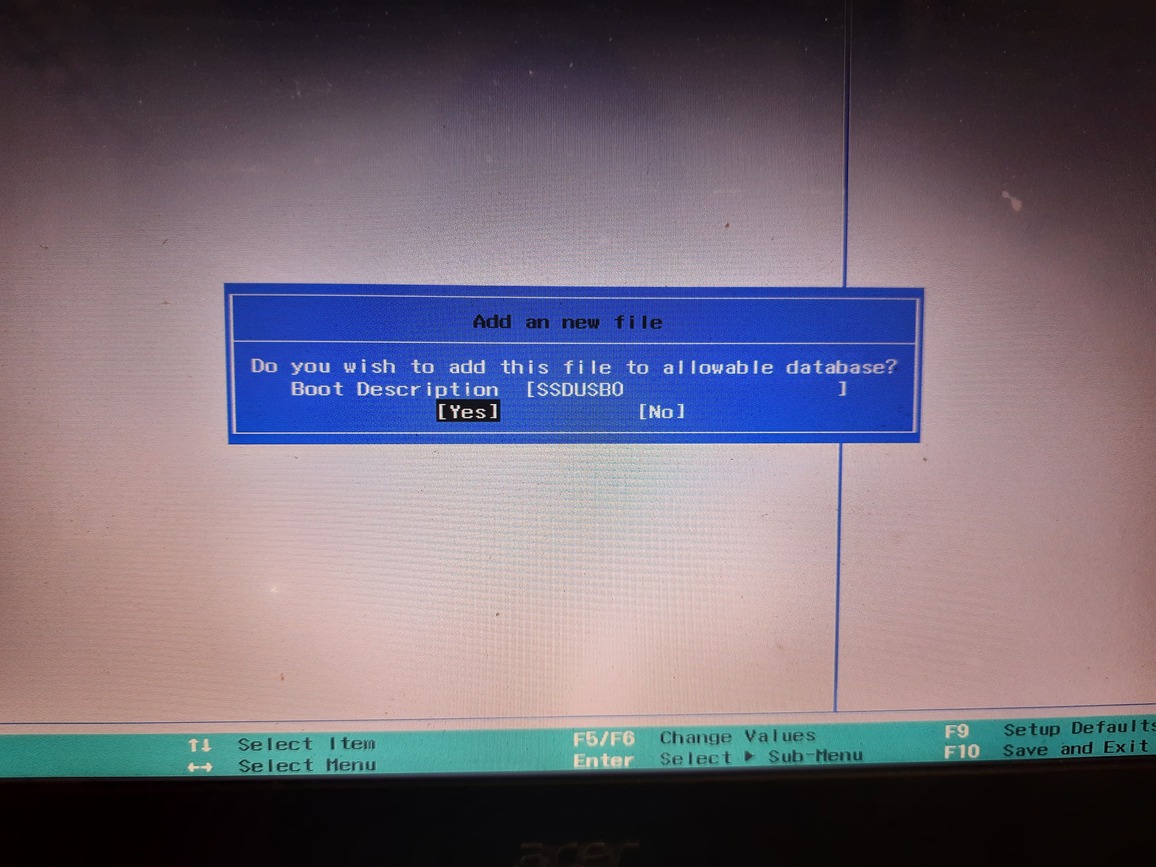 Add an new file
Do you wish to add this file to allowable database?
Boot Description [SSDUSBO ]
[Yes] [No]
↑↓ Select Item F5/F6 Change Values F9 Setup Defaults
←→ Select Menu Enter Select ▶ Sub-Menu F10 Save and Exit
acer